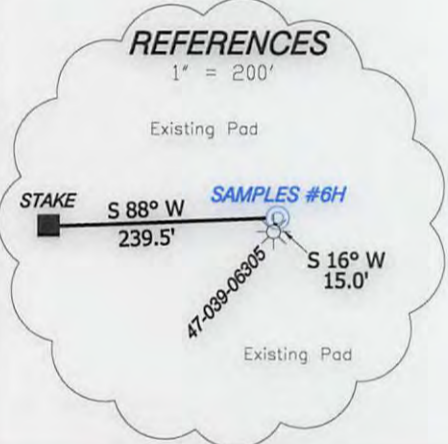 REFERENCES
1" = 200'
Existing Pad
STAKE
S 88° W
239.5'
SAMPLES #6H
47-039-06305
S 16° W
15.0'
Existing Pad